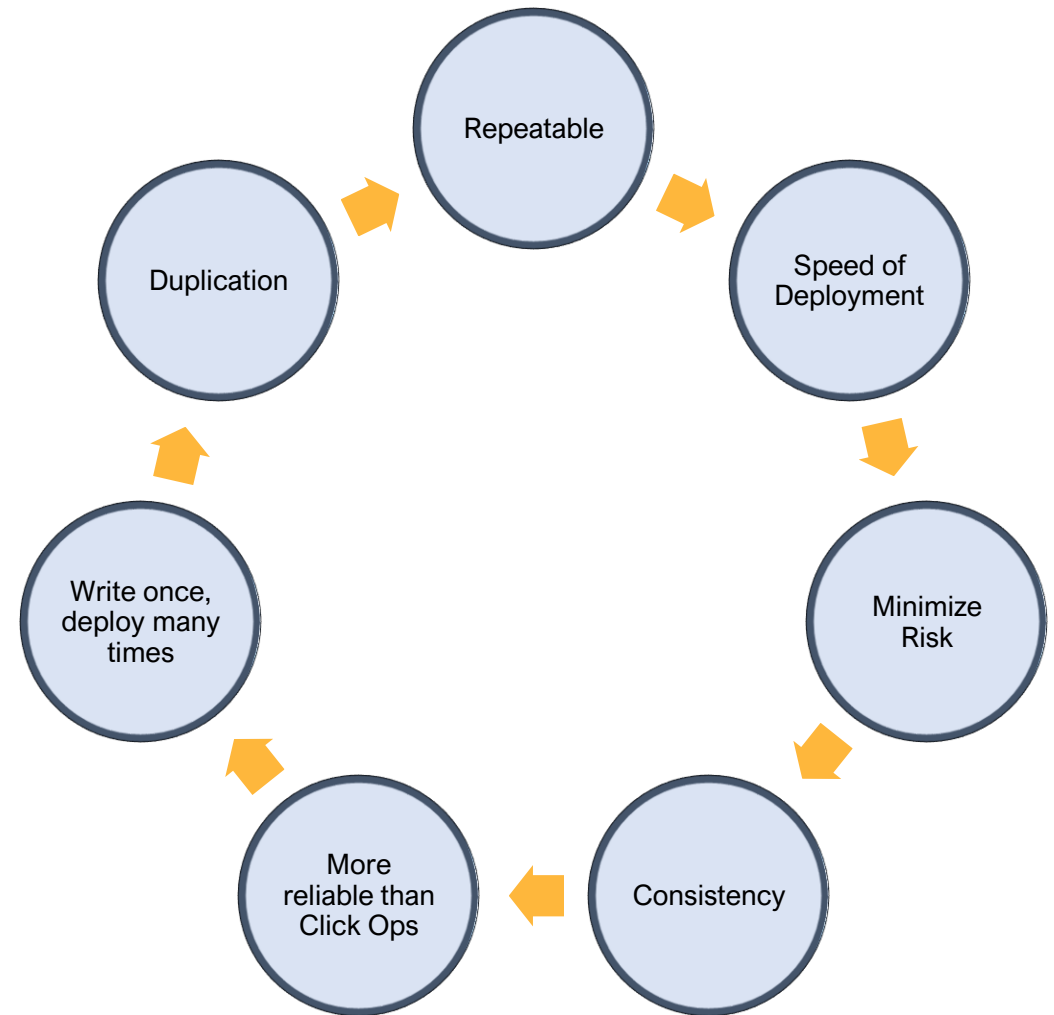 Repeatable
Speed of
Deployment
Minimize
Risk
Consistency
More
reliable than
Click Ops
Write once,
deploy many
times
Duplication